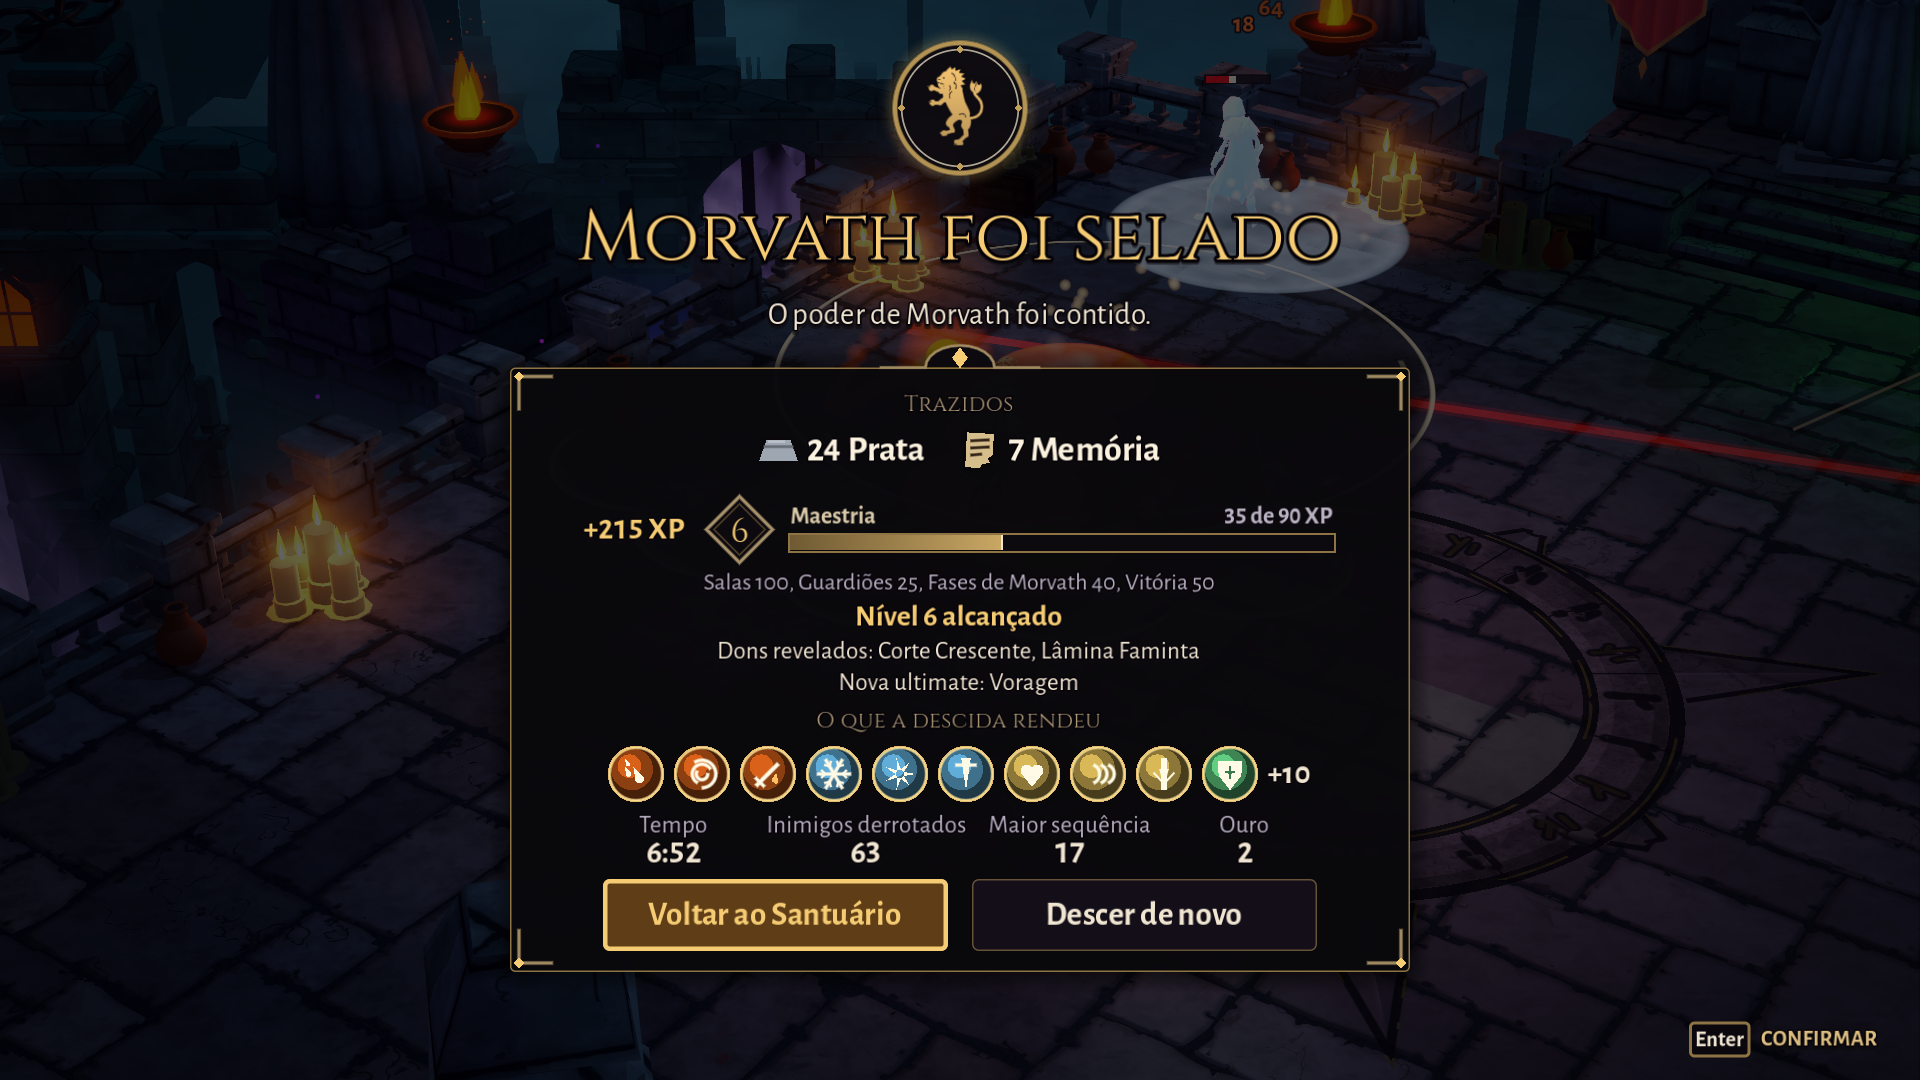 64
18
Morvath foi selado
O poder de Morvath foi contido.
Trazidos
24 Prata 7 Memória
+215 XP 6 Maestria 35 de 90 XP
Salas 100, Guardiões 25, Fases de Morvath 40, Vitória 50
Nível 6 alcançado
Dons revelados: Corte Crescente, Lâmina Faminta
Nova ultimate: Voragem
O que a descida rendeu
+10
Tempo Inimigos derrotados Maior sequência Ouro
6:52 63 17 2
Voltar ao Santuário Descer de novo
Enter CONFIRMAR